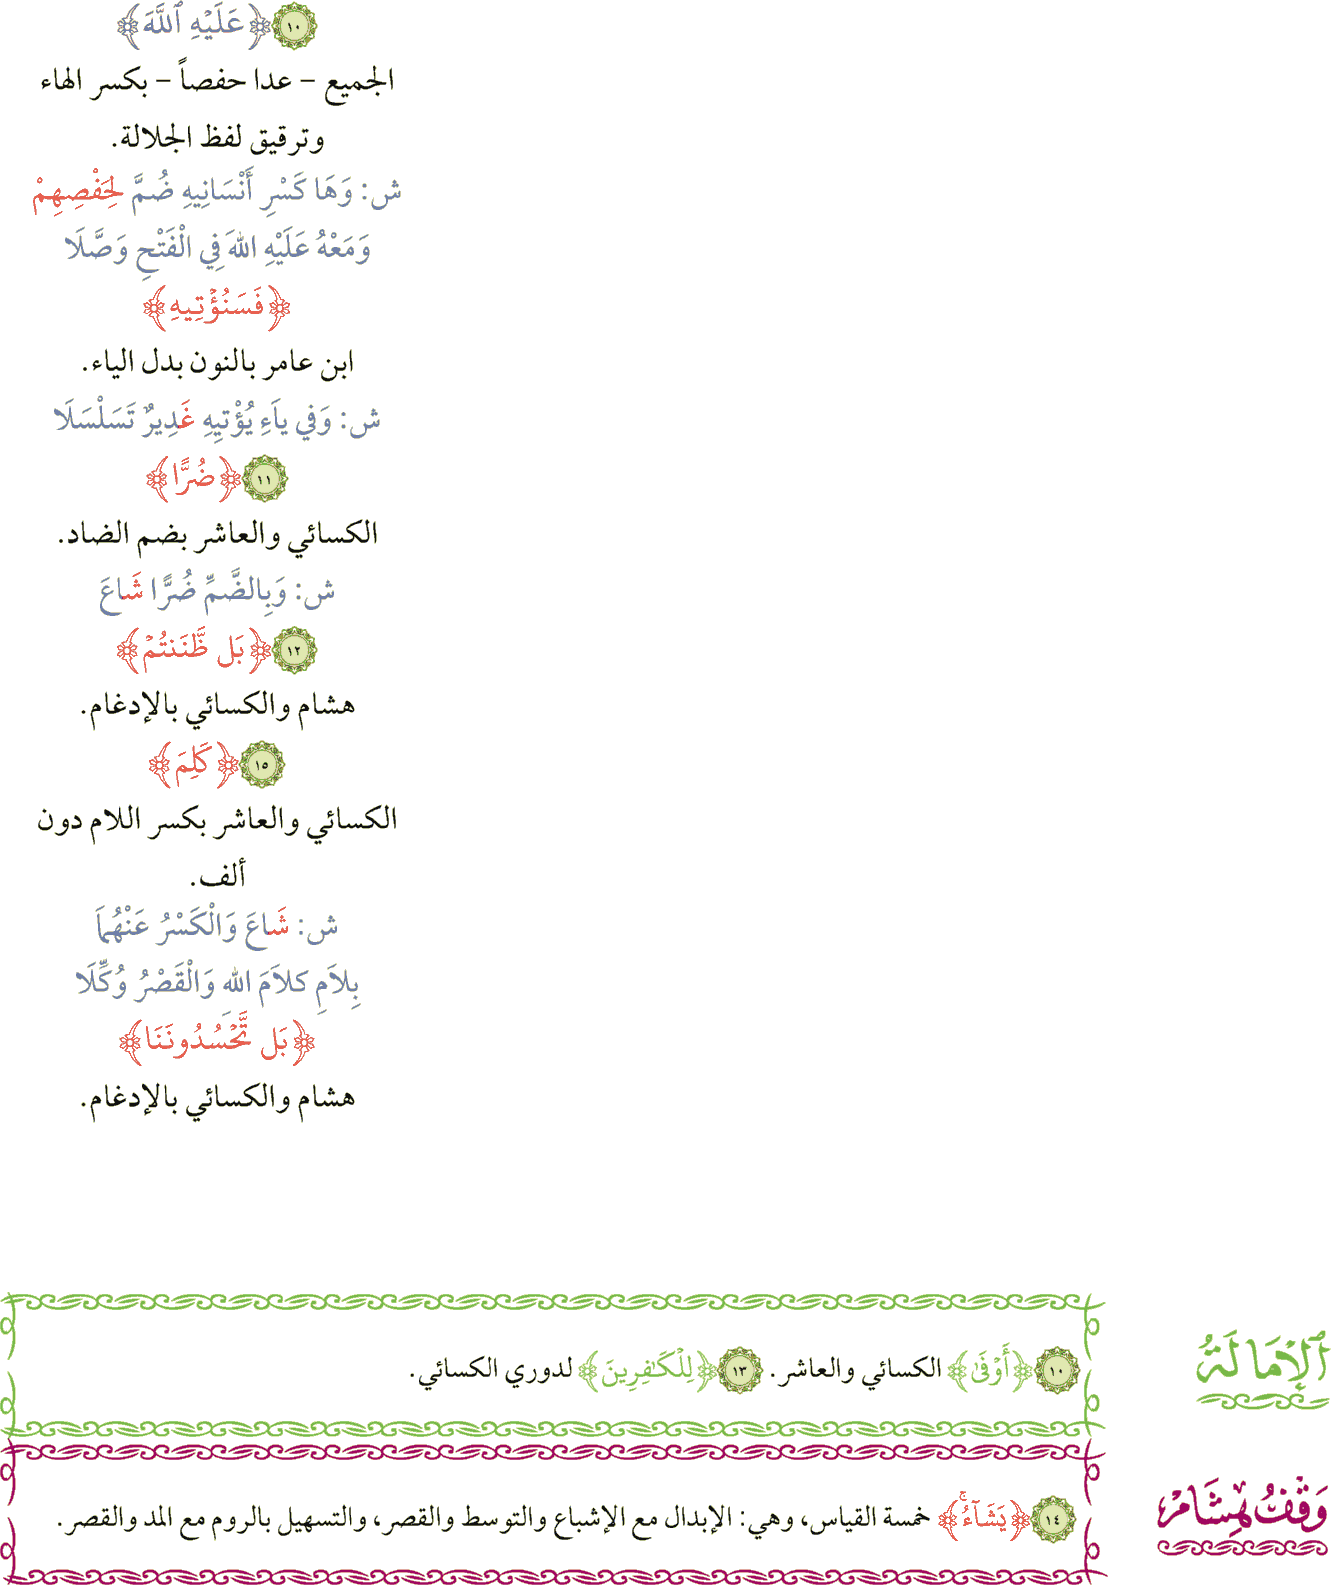 ١٠ ﴿عَلَيۡهِ ٱللَّهَ﴾
الجميع – عدا حفصاً – بكسر الهاء
وترقيق لفظ الجلالة.
ش: وَهَا كَسْرِ أَنْسَانِيهِ ضُمَّ لِحَفْصِهِمْ
وَمَعْهُ عَلَيْهِ اللهَ فِي الْفَتْحِ وَصَّلَا
﴿فَسَنُؤۡتِيهِ﴾
ابن عامر بالنون بدل الياء.
ش: وَفِي يَاءِ يُؤْتِيهِ غَدِيرٌ تَسَلْسَلَا
١١ ﴿ضُرًّا﴾
الكسائي والعاشر بضم الضاد.
ش: وَبِالضَّمِّ ضُرًّا شَاعَ
١٢ ﴿بَل ظَّنَنتُمۡ﴾
هشام والكسائي بالإدغام.
١٥ ﴿كَلِمَ﴾
الكسائي والعاشر بكسر اللام دون
ألف.
ش: شَاعَ وَالْكَسْرُ عَنْهُمَا
بِلاَمِ كلاَمَ اللهِ وَالْقَصْرُ وُكِّلَا
﴿بَل تَّحۡسُدُونَنَا﴾
هشام والكسائي بالإدغام.
ٱلْإِمَالَةُ
١٠ ﴿أَوۡفَىٰ﴾ الكسائي والعاشر. ١٣ ﴿لِلۡكَٰفِرِينَ﴾ لدوري الكسائي.
وَقْفُ هِشَامْ
١٤ ﴿يَشَآءُۚ﴾ خمسة القياس، وهي: الإبدال مع الإشباع والتوسط والقصر، والتسهيل بالروم مع المد والقصر.